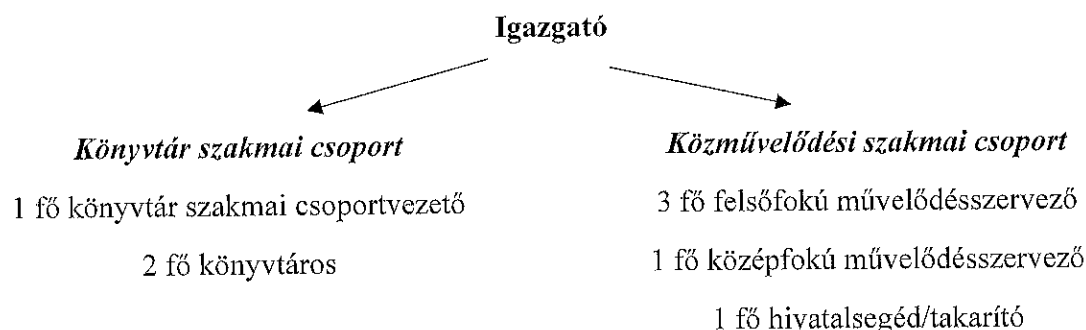 Igazgató
Könyvtár szakmai csoport
1 fő könyvtár szakmai csoportvezető
2 fő könyvtáros
Közművelődési szakmai csoport
3 fő felsőfokú művelődésszervező
1 fő középfokú művelődésszervező
1 fő hivatalsegéd/takarító